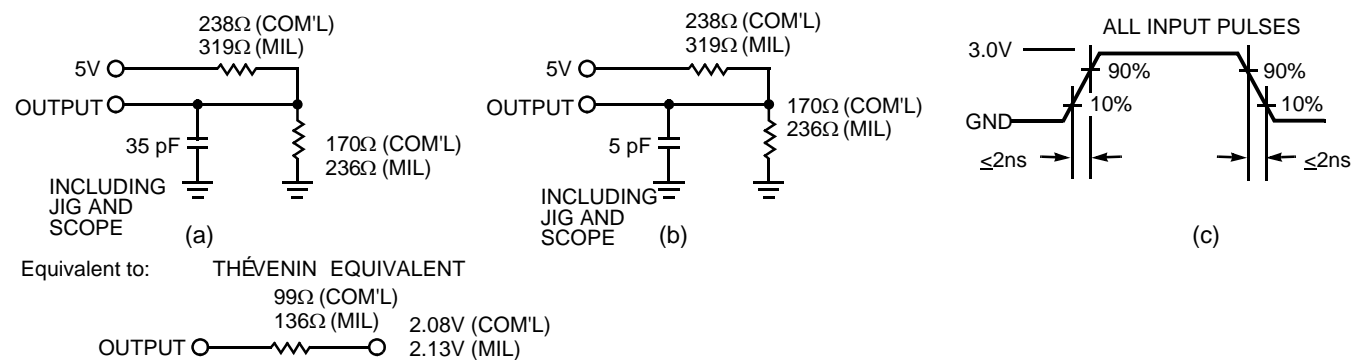 238Ω (COM'L)
319Ω (MIL)
5V
OUTPUT
35 pF
170Ω (COM'L)
236Ω (MIL)
INCLUDING
JIG AND
SCOPE
(a)
238Ω (COM'L)
319Ω (MIL)
5V
OUTPUT
5 pF
170Ω (COM'L)
236Ω (MIL)
INCLUDING
JIG AND
SCOPE
(b)
ALL INPUT PULSES
3.0V
90%
10%
90%
10%
GND
≤2ns
≤2ns
(c)
Equivalent to: THÉVENIN EQUIVALENT
99Ω (COM'L)
136Ω (MIL)
2.08V (COM'L)
OUTPUT
2.13V (MIL)